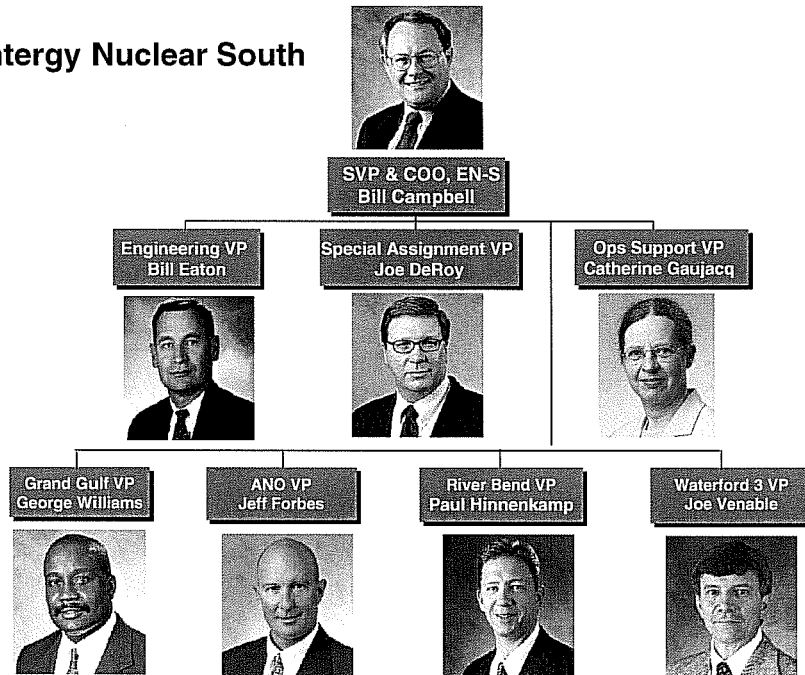 ntergy Nuclear South
SVP & COO, EN-S
Bill Campbell
Engineering VP
Bill Eaton
Special Assignment VP
Joe DeRoy
Ops Support VP
Catherine Gaujacq
Grand Gulf VP
George Williams
ANO VP
Jeff Forbes
River Bend VP
Paul Hinnenkamp
Waterford 3 VP
Joe Venable